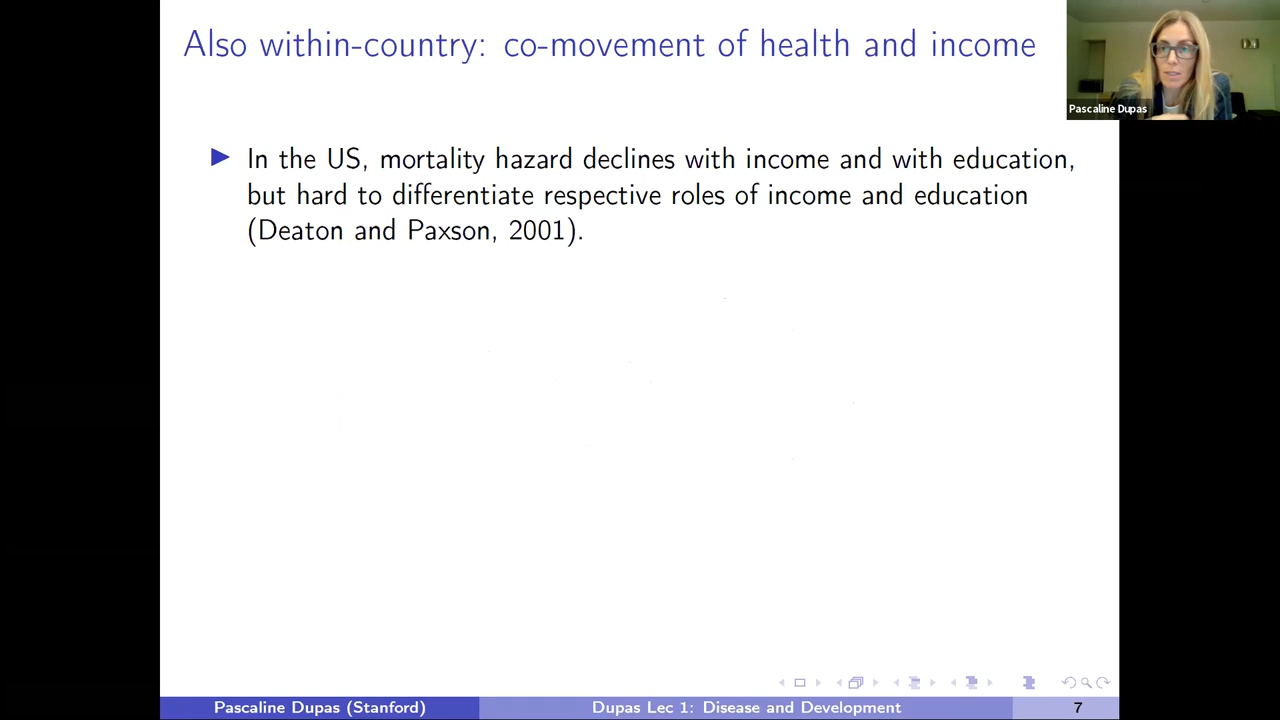 Also within-country: co-movement of health and income
Pascaline Dupas
In the US, mortality hazard declines with income and with education,
but hard to differentiate respective roles of income and education
(Deaton and Paxson, 2001).
Pascaline Dupas (Stanford)
Dupas Lec 1: Disease and Development
7